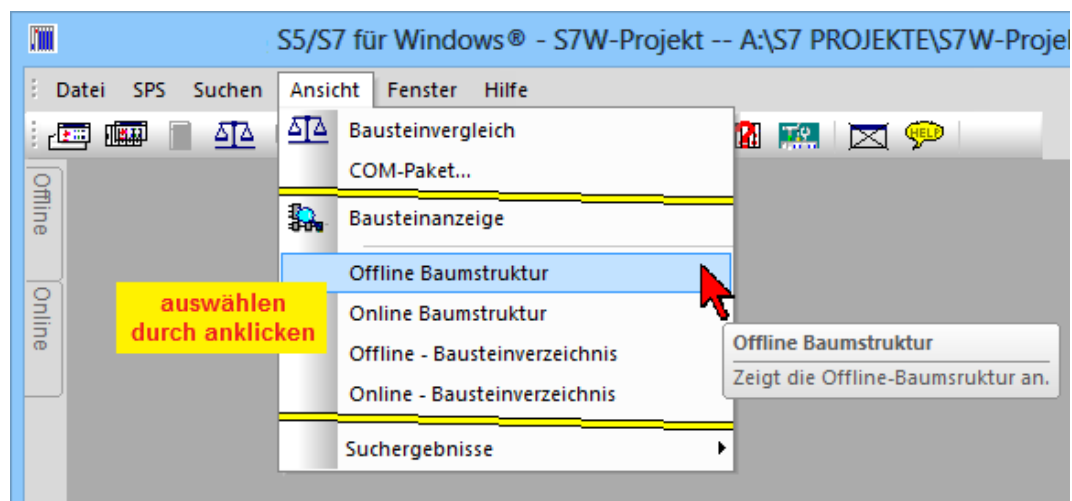 S5/S7 für Windows® - S7W-Projekt -- A:\S7 PROJEKTE\S7W-Proje
Datei SPS Suchen Ansicht Fenster Hilfe
HELP
Bausteinvergleich
COM-Paket...
Bausteinanzeige
Offline Baumstruktur
Online Baumstruktur
Offline - Bausteinverzeichnis
Online - Bausteinverzeichnis
Suchergebnisse
Offline
Online
auswählen
durch anklicken
Offline Baumstruktur
Zeigt die Offline-Baumsruktur an.